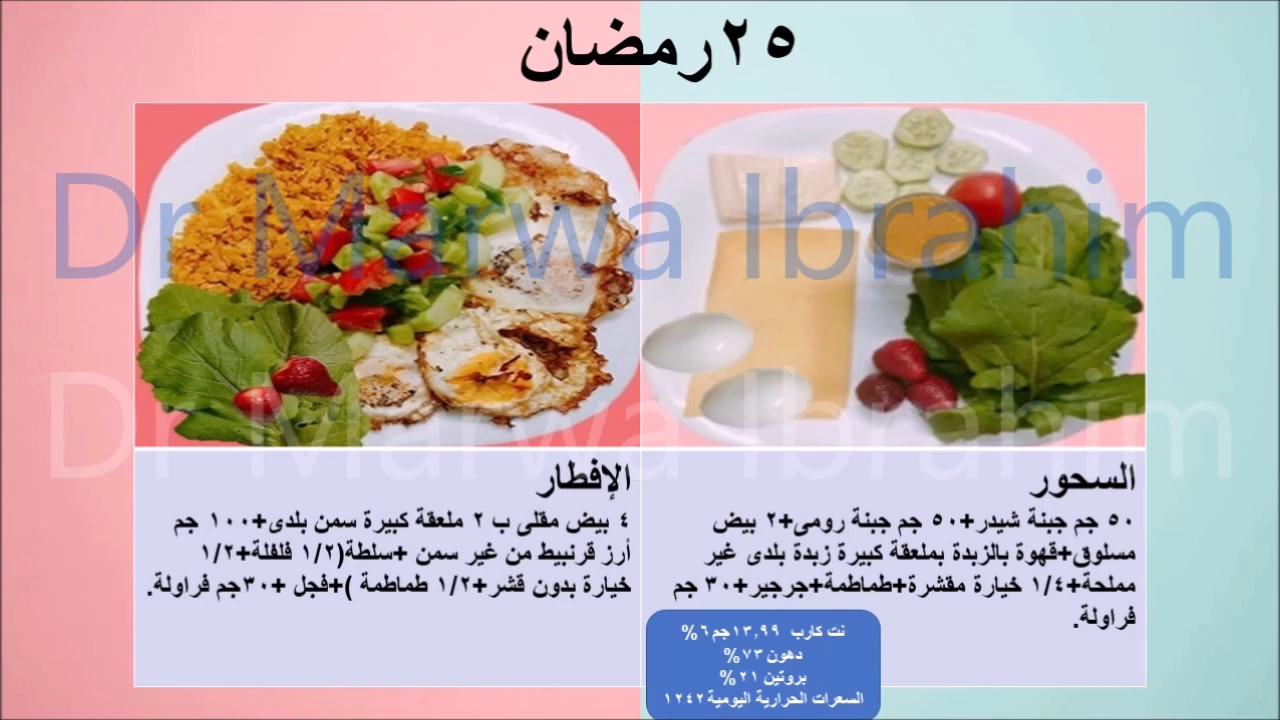 ٢٥رمضان
Dr Marwa Ibrahim
Dr Marwa Ibrahim
السحور
٥٠ جم جبنة شيدر+٥٠ جم جبنة رومى+٢ بيض
مسلوق+قهوة بالزبدة بملعقة كبيرة زبدة بلدى غير
مملحة+١/٤ خيارة مقشرة+طماطمة+جرجير+٣٠ جم
فراولة.
الإفطار
٤ بيض مقلى ب ٢ ملعقة كبيرة سمن بلدى+١٠٠ جم
أرز قرنبيط من غير سمن +سلطة(١/٢ فلفلة+١/٢
خيارة بدون قشر+١/٢ طماطمة )+فجل +٣٠جم فراولة.
نت كارب ١٣,٩٩جم٦%
دهون ٧٣%
بروتين ٢١%
السعرات الحرارية اليومية١٢٤٢